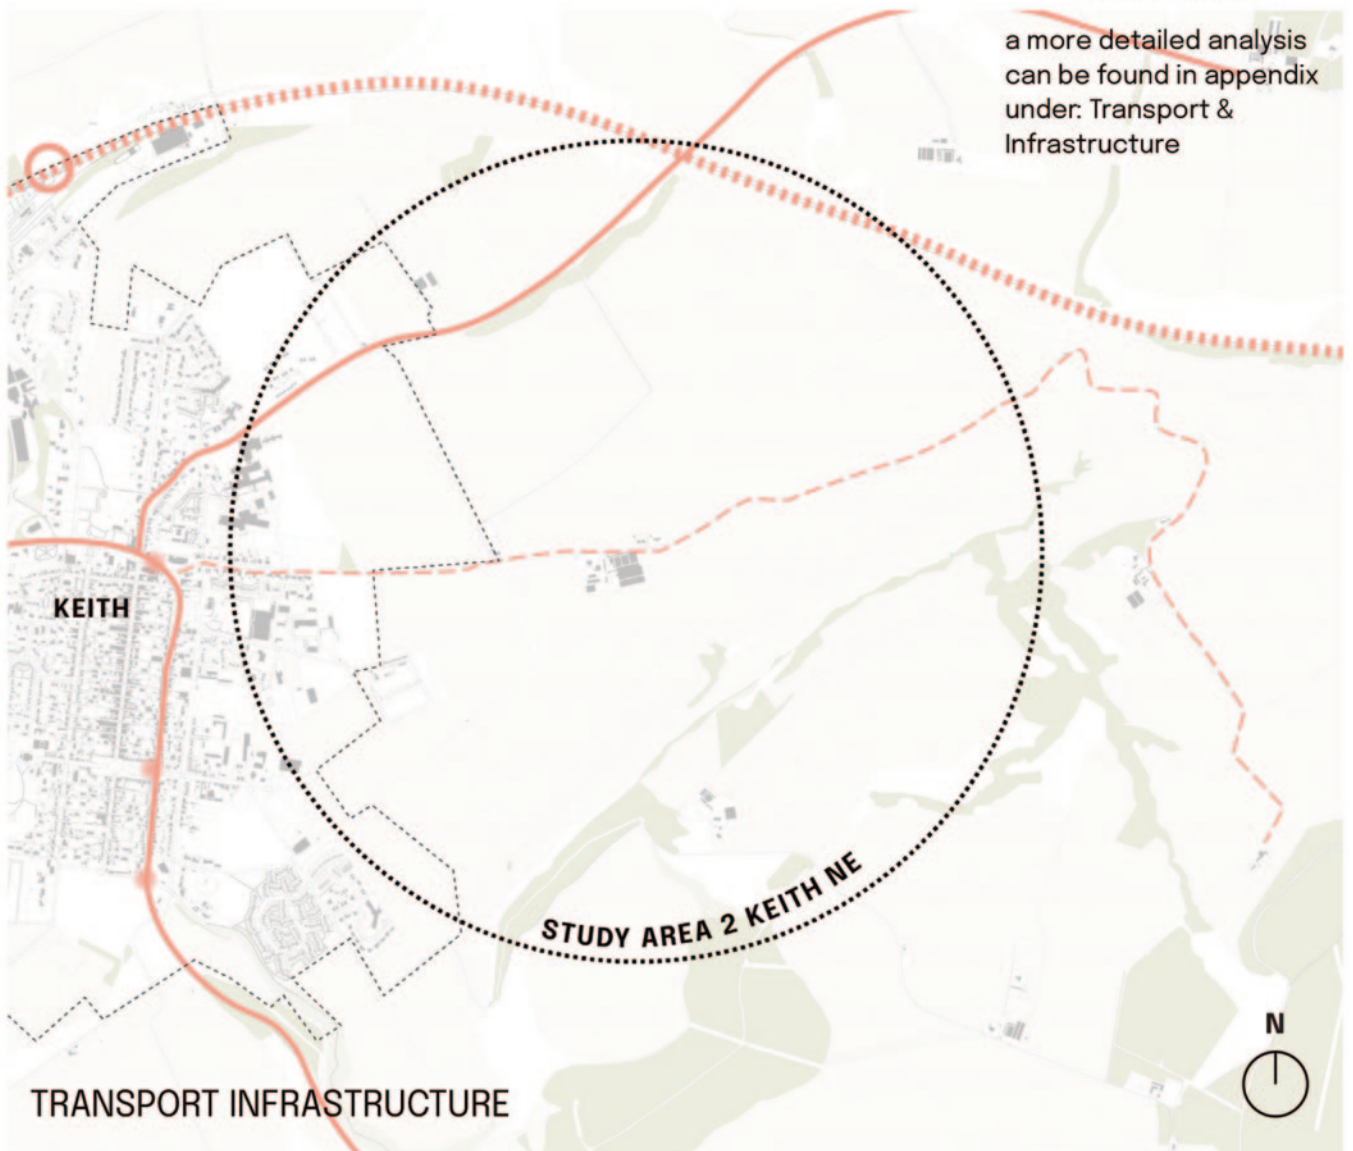 a more detailed analysis
can be found in appendix
under: Transport &
Infrastructure
KEITH
STUDY AREA 2 KEITH NE
N
TRANSPORT INFRASTRUCTURE